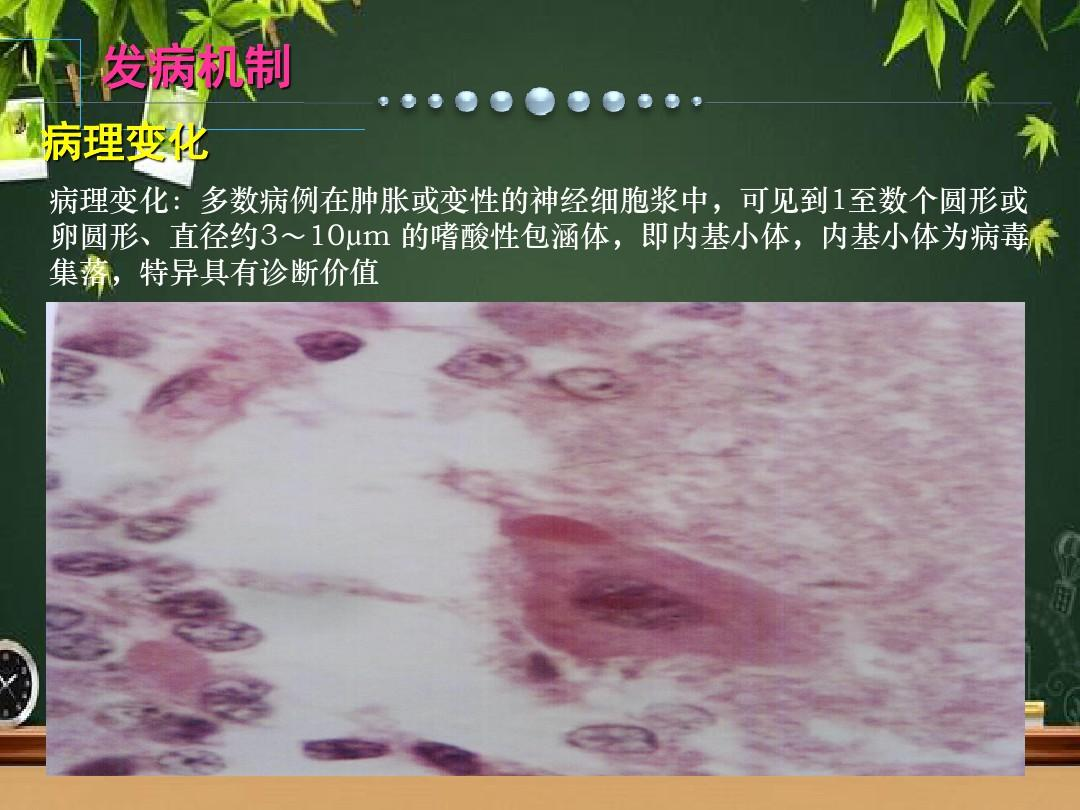 发病机制
病理变化
病理变化：多数病例在肿胀或变性的神经细胞浆中，可见到1至数个圆形或
卵圆形、直径约3～10μm 的嗜酸性包涵体，即内基小体，内基小体为病毒
集落，特异具有诊断价值